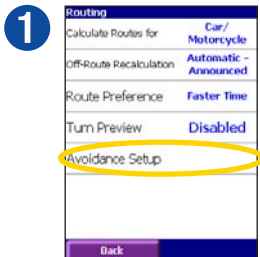 1
Routing
Calculate Routes for Car/
Motorcycle
Off-Route Recalculation Automatic -
Announced
Route Preference Faster Time
Turn Preview Disabled
Avoidance Setup
Back